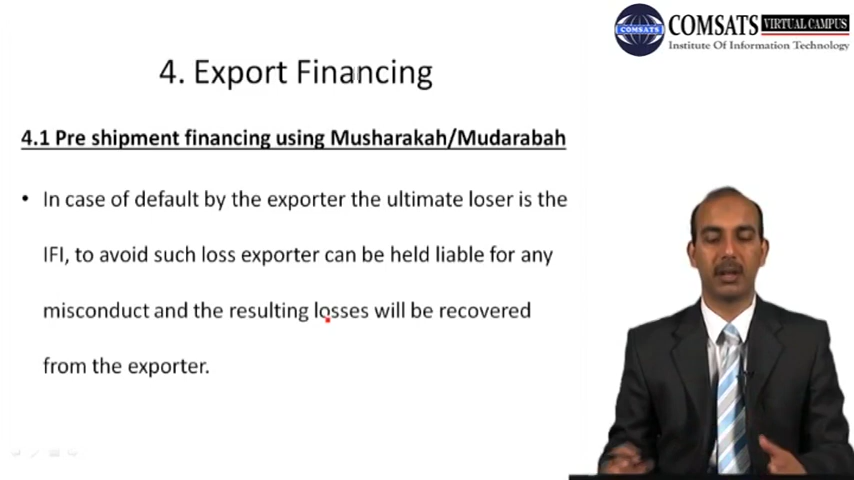 COMSATS VIRTUAL CAMPUS
COMSATS
Institute Of Information Technology
4. Export Financing
4.1 Pre shipment financing using Musharakah/Mudarabah
• In case of default by the exporter the ultimate loser is the
IFI, to avoid such loss exporter can be held liable for any
misconduct and the resulting losses will be recovered
from the exporter.